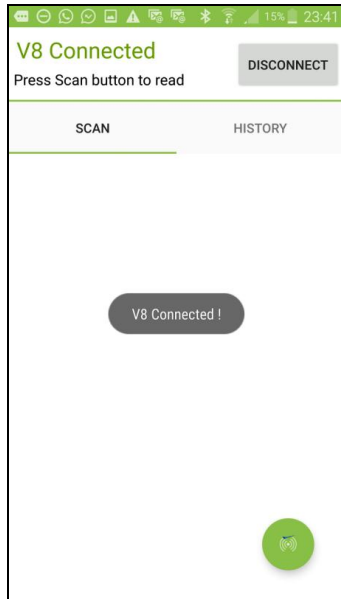 15% 23:41
V8 Connected
Press Scan button to read
DISCONNECT
SCAN
HISTORY
V8 Connected !